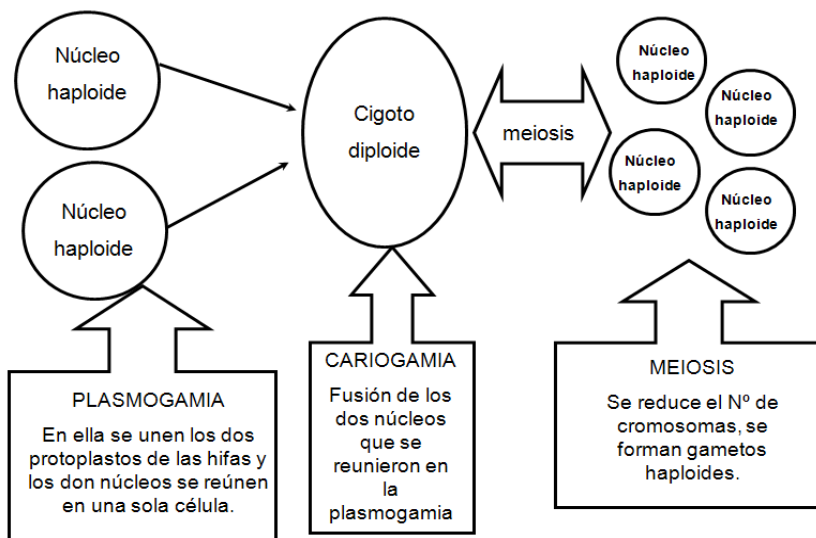 Núcleo
haploide
Núcleo
haploide
Cigoto
diploide
meiosis
Núcleo
haploide
Núcleo
haploide
Núcleo
haploide
Núcleo
haploide
PLASMOGAMIA
En ella se unen los dos
protoplastos de las hifas y
los don núcleos se reúnen
en una sola célula.
CARIOGAMIA
Fusión de los
dos núcleos
que se
reunieron en
la
plasmogamia
MEIOSIS
Se reduce el Nº de
cromosomas, se
forman gametos
haploides.